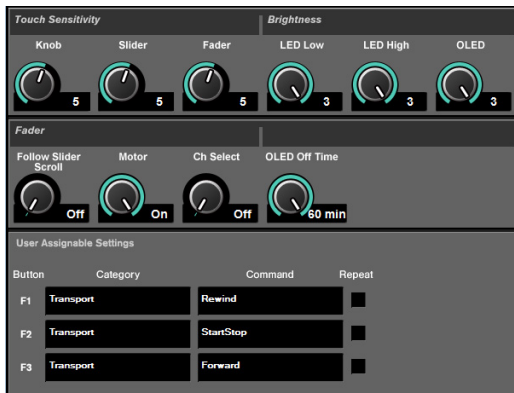 Touch Sensitivity Brightness
Knob Slider Fader LED Low LED High OLED
5 5 5 3 3 3
Fader
Follow Slider Scroll Motor Ch Select OLED Off Time
Off On Off 60 min
User Assignable Settings
Button Category Command Repeat
F1 Transport Rewind
F2 Transport StartStop
F3 Transport Forward